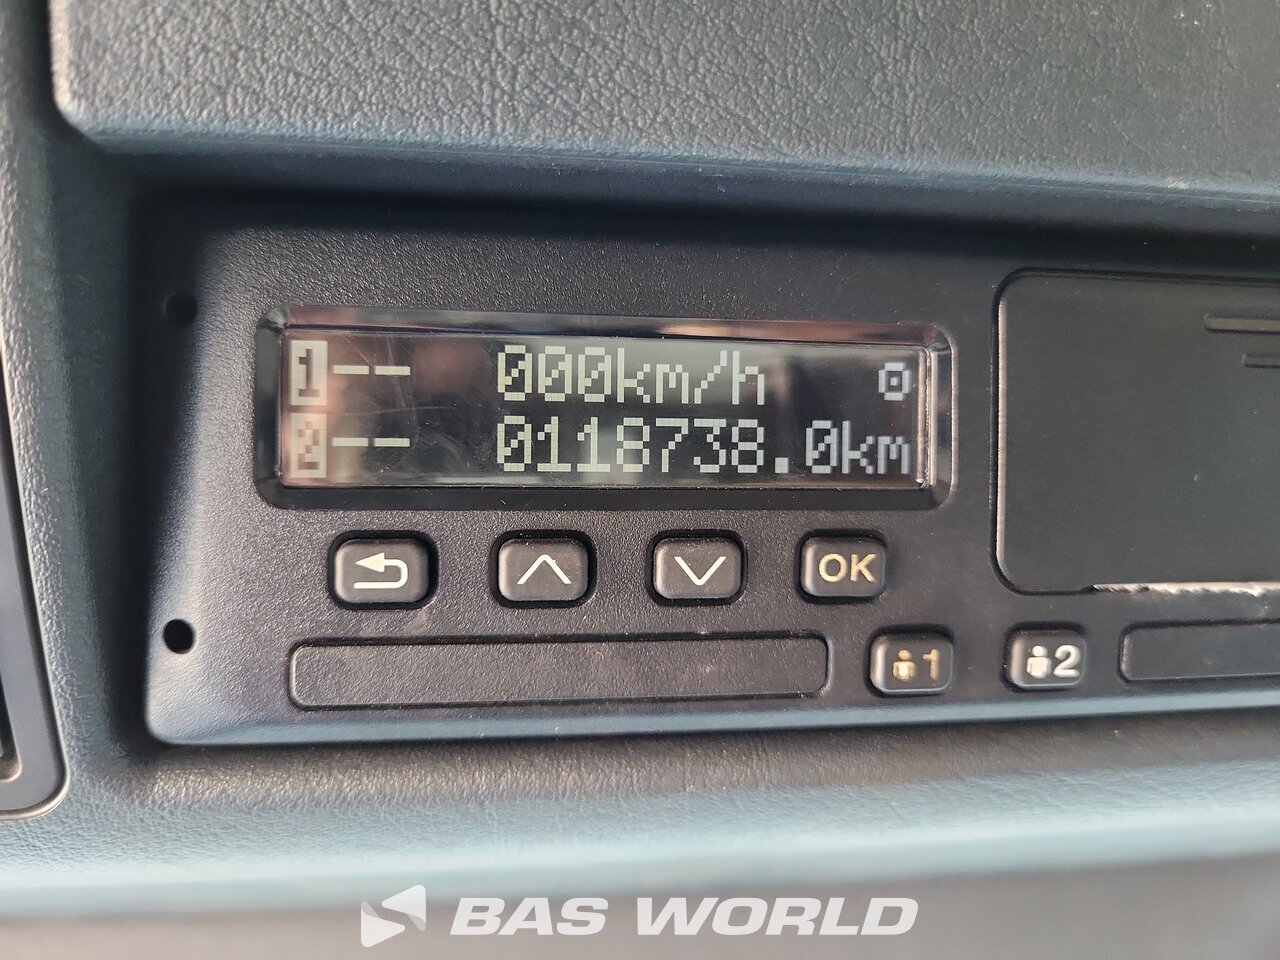 1 -- 000km/h
2 -- 0118738.0km
OK
1 2
BAS WORLD